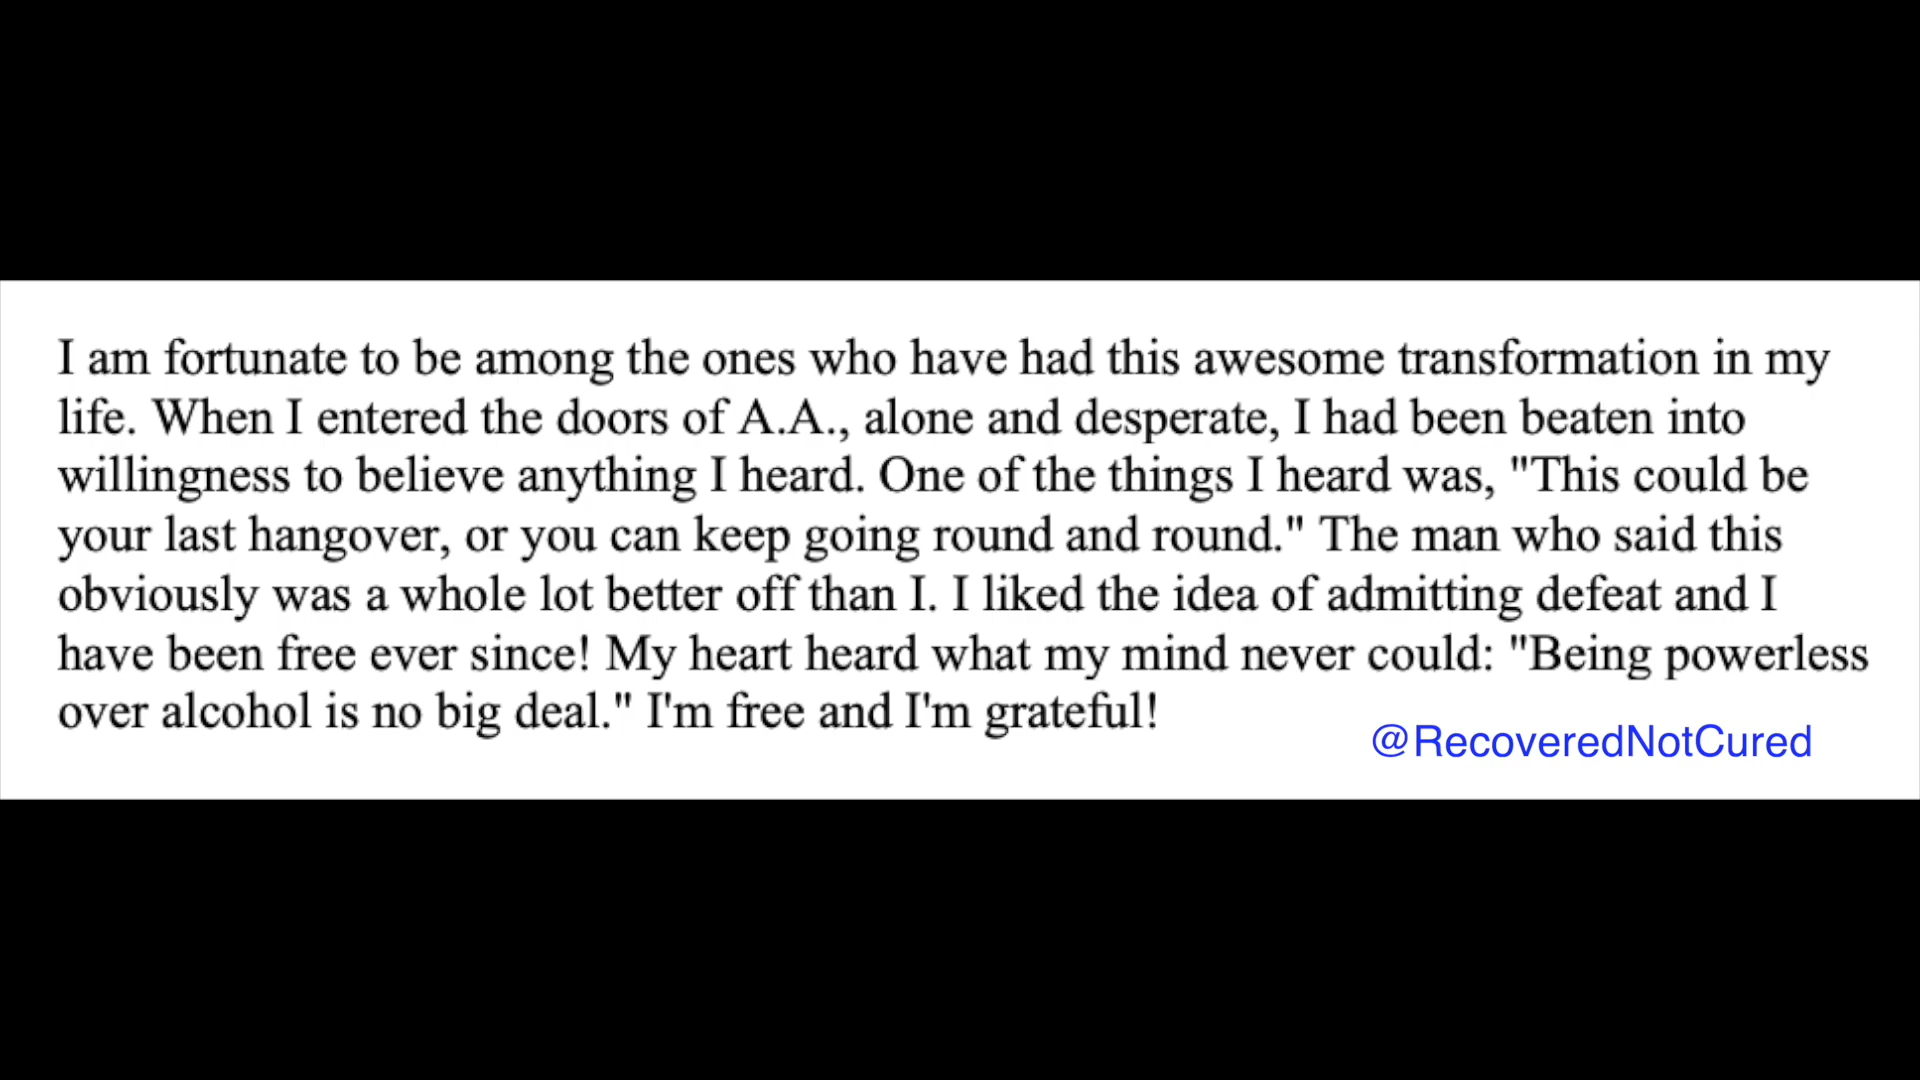 I am fortunate to be among the ones who have had this awesome transformation in my
life. When I entered the doors of A.A., alone and desperate, I had been beaten into
willingness to believe anything I heard. One of the things I heard was, "This could be
your last hangover, or you can keep going round and round." The man who said this
obviously was a whole lot better off than I. I liked the idea of admitting defeat and I
have been free ever since! My heart heard what my mind never could: "Being powerless
over alcohol is no big deal." I'm free and I'm grateful!
@RecoveredNotCured